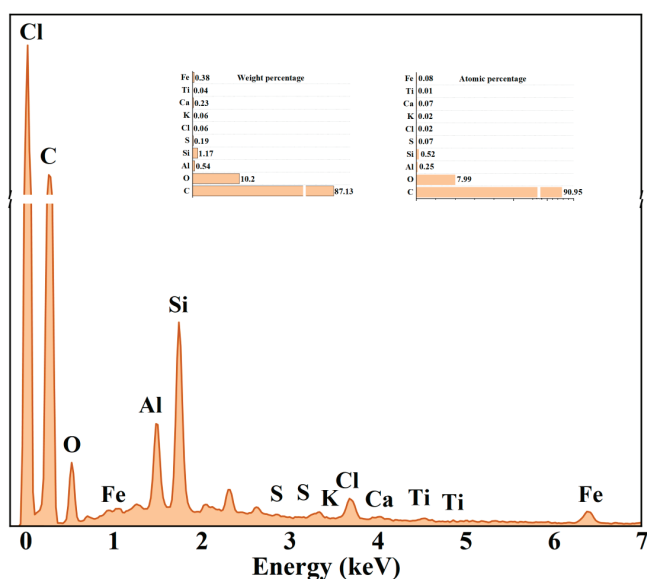 Cl
C
O
Fe
Al
Si
S
S
K
Cl
Ca
Ti
Ti
Fe
Weight percentage
Fe 0.38
Ti 0.04
Ca 0.23
K 0.06
Cl 0.06
S 0.19
Si 1.17
Al 0.54
O 10.2
C 87.13
Atomic percentage
Fe 0.08
Ti 0.01
Ca 0.07
K 0.02
Cl 0.02
S 0.07
Si 0.52
Al 0.25
O 7.99
C 90.95
0 1 2 3 4 5 6 7
Energy (keV)